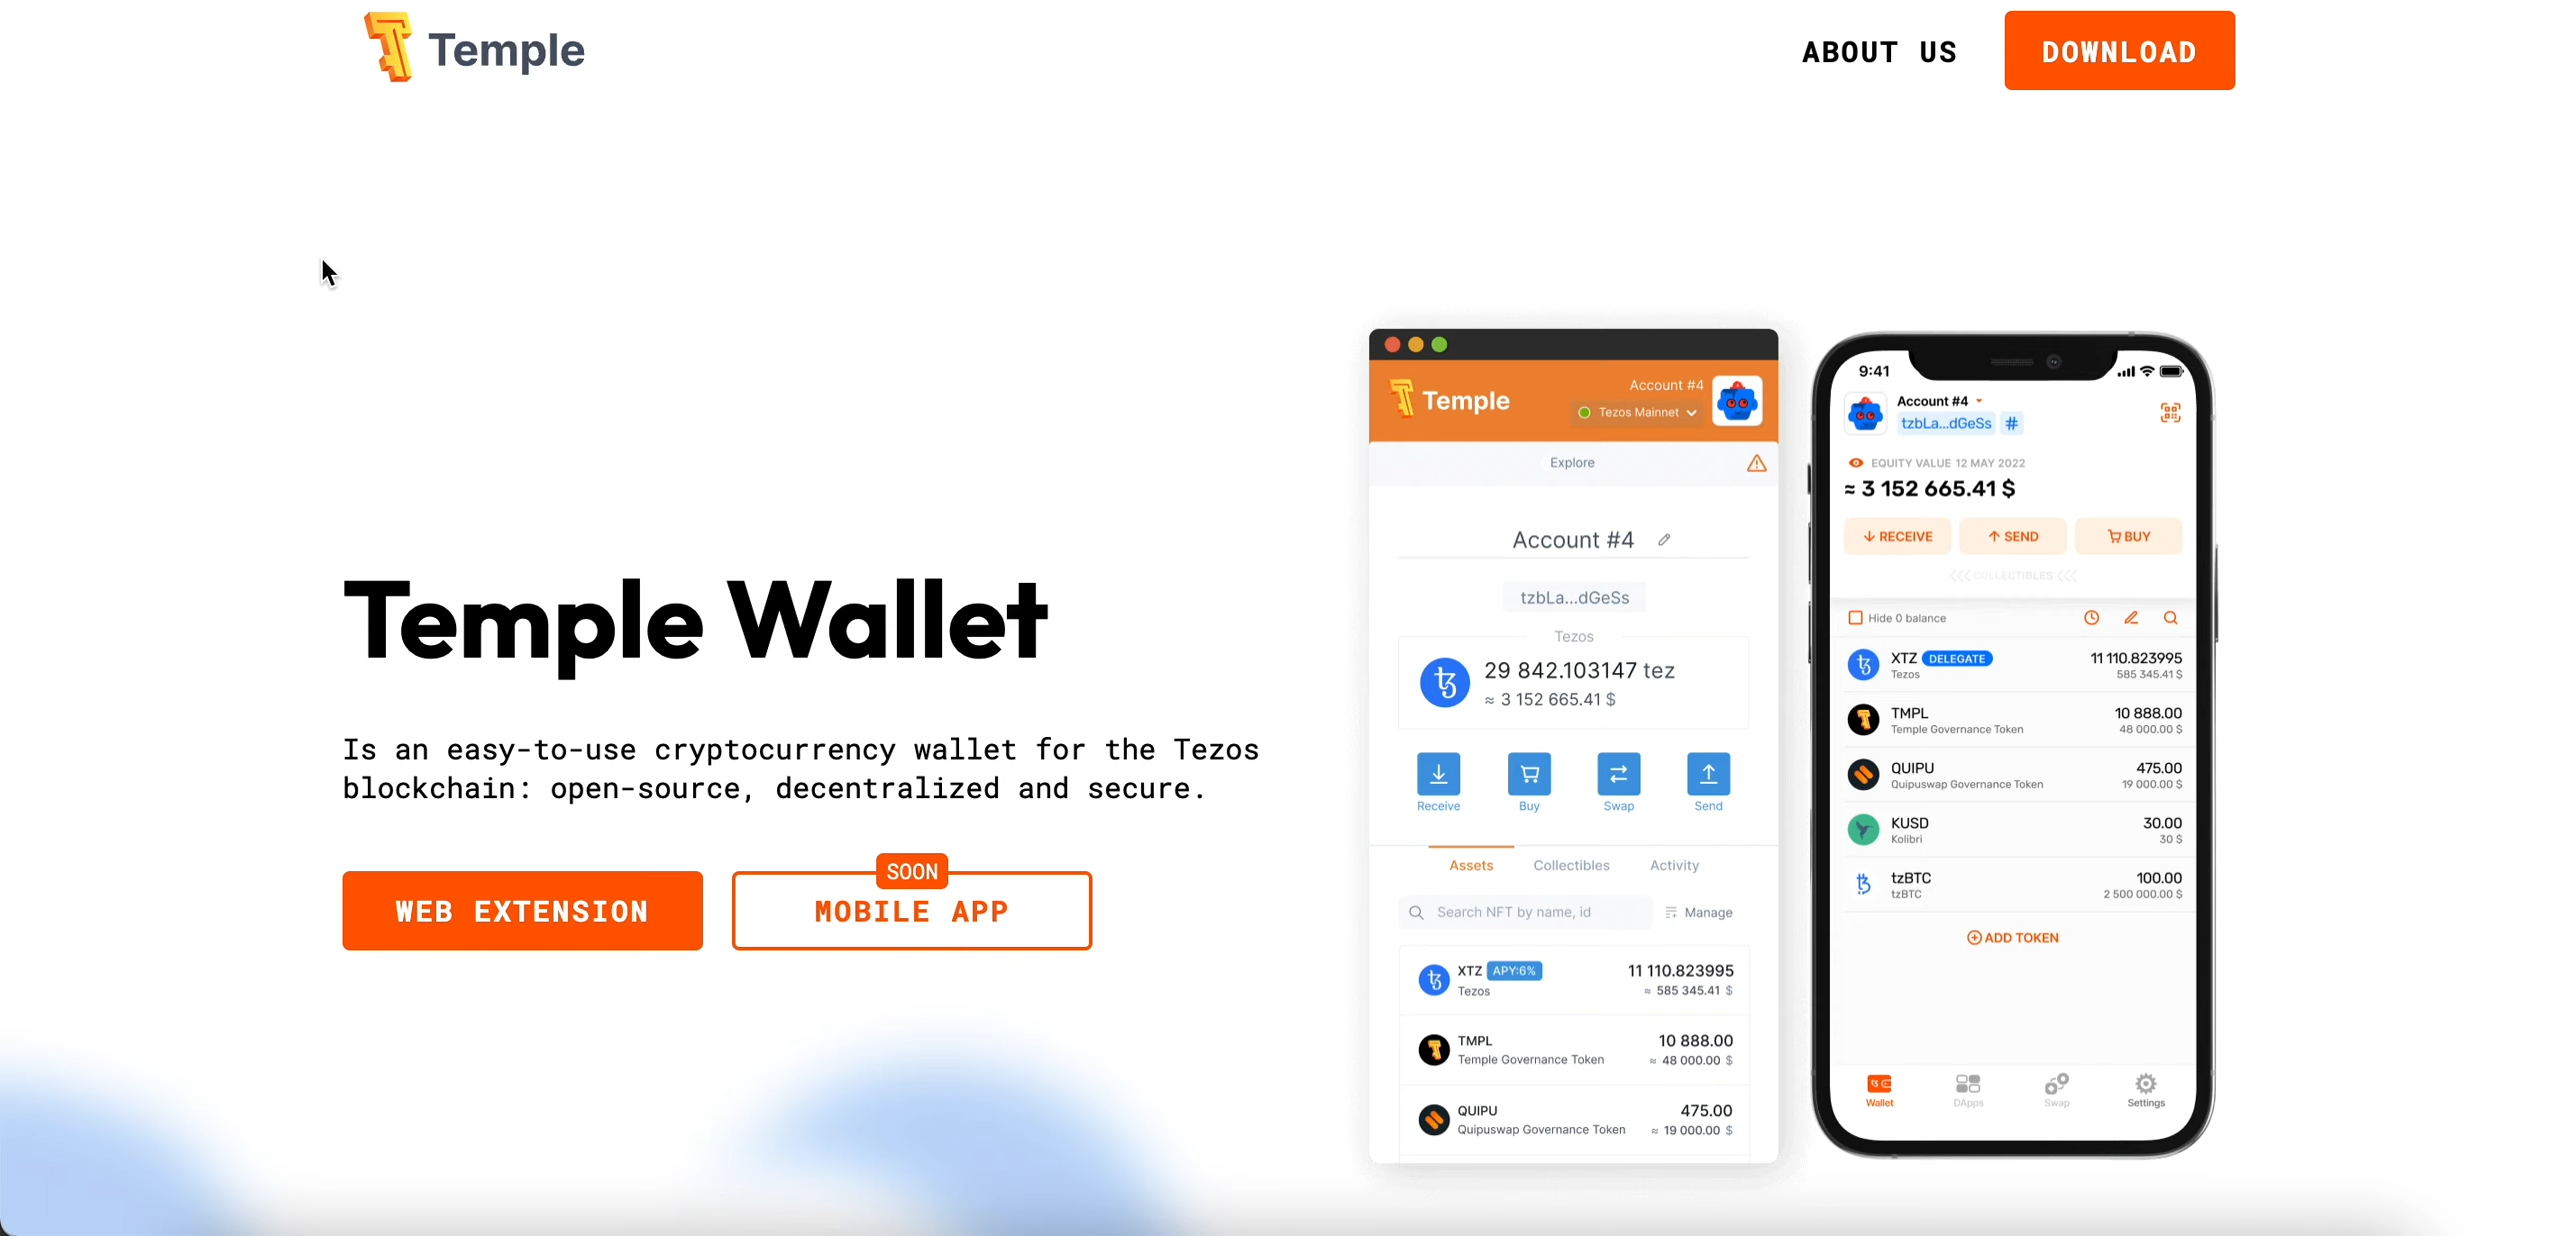 Temple
ABOUT US
DOWNLOAD
Temple Wallet
Is an easy-to-use cryptocurrency wallet for the Tezos
blockchain: open-source, decentralized and secure.
WEB EXTENSION
SOON
MOBILE APP
Temple
Account #4
Tezos Mainnet
Explore
Account #4
tzbLa...dGeSs
Tezos
29 842.103147 tez
≈ 3 152 665.41 $
Receive
Buy
Swap
Send
Assets
Collectibles
Activity
Search NFT by name, id
Manage
XTZ APY:6%
11 110.823995
Tezos
≈ 585 345.41 $
TMPL
10 888.00
Temple Governance Token
≈ 48 000.00 $
QUIPU
475.00
Quipuswap Governance Token
≈ 19 000.00 $
9:41
Account #4
tzbLa...dGeSs #
EQUITY VALUE 12 MAY 2022
≈ 3 152 665.41 $
RECEIVE
SEND
BUY
COLLECTIBLES
Hide 0 balance
XTZ DELEGATE
11 110.823995
Tezos
585 345.41 $
TMPL
10 888.00
Temple Governance Token
48 000.00 $
QUIPU
475.00
Quipuswap Governance Token
19 000.00 $
KUSD
30.00
Kolibri
30 $
tzBTC
100.00
tzBTC
2 500 000.00 $
ADD TOKEN
Wallet
DApps
Swap
Settings